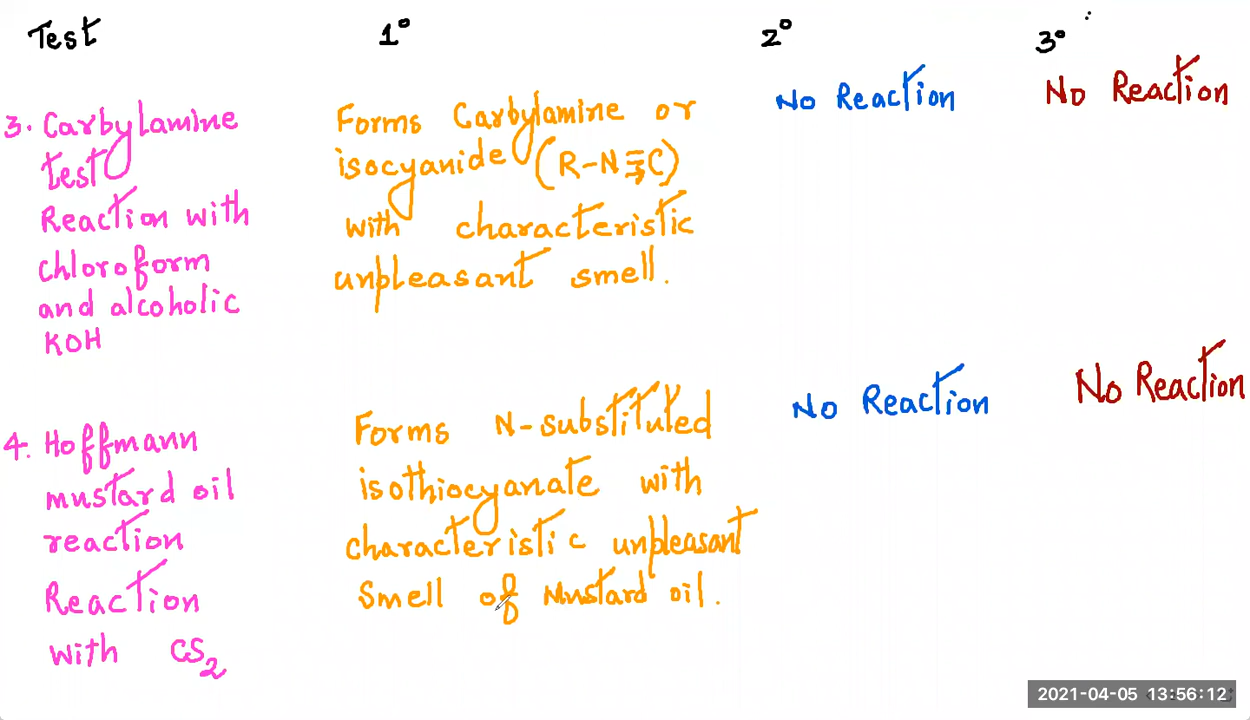 Test 1° 2° 3°
3. Carbylamine
test
Reaction with
chloroform
and alcoholic
KOH
Forms Carbylamine or
isocyanide (R-N≡C)
with characteristic
unpleasant smell.
No Reaction
No Reaction
4. Hoffmann
mustard oil
reaction
Reaction
with CS2
Forms N-substituted
isothiocyanate with
characteristic unpleasant
Smell of Mustard oil.
No Reaction
No Reaction
2021-04-05 13:56:12